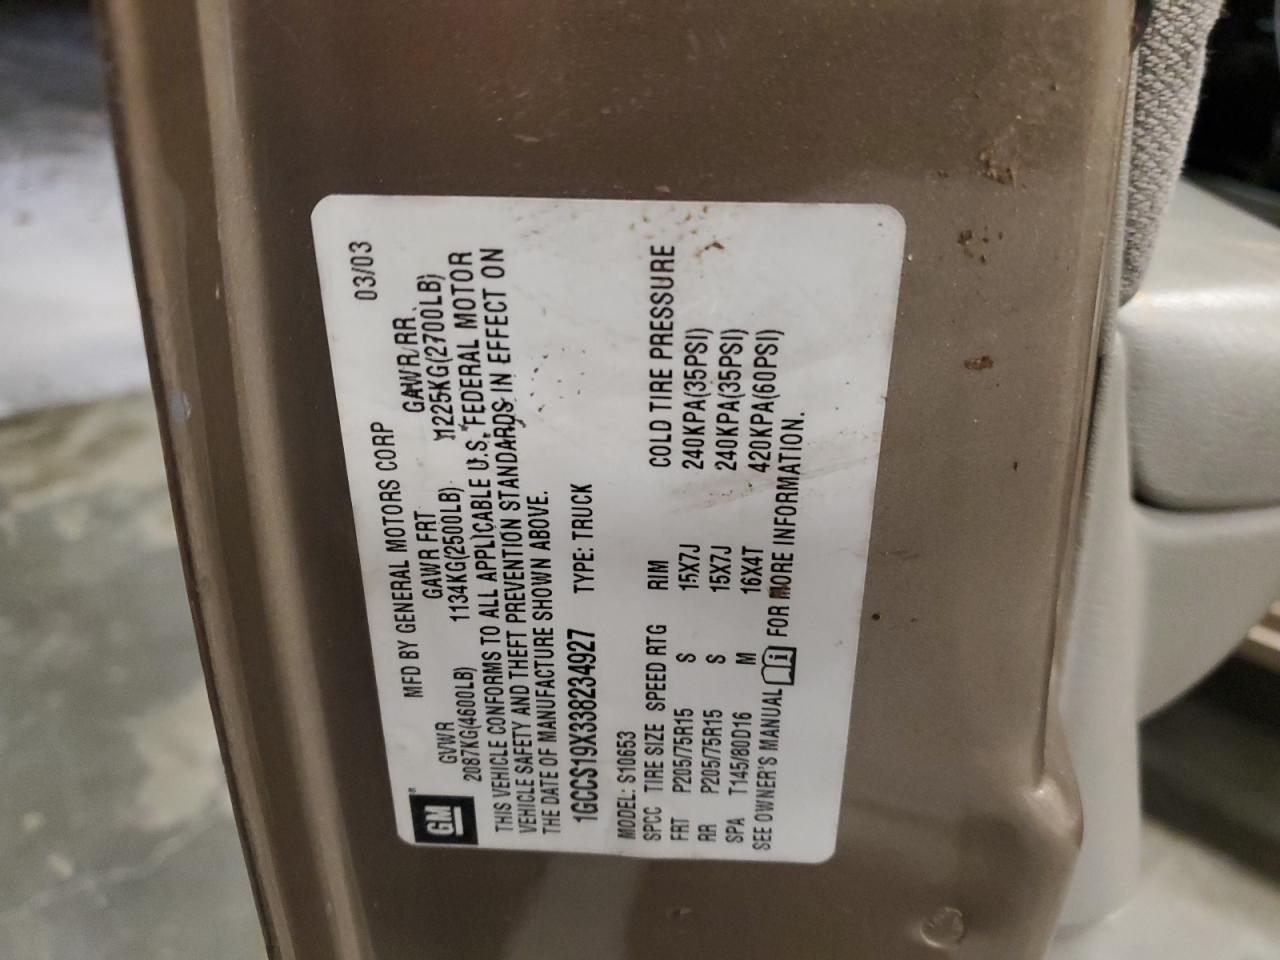 03/03
GM
MFD BY GENERAL MOTORS CORP
GVWR GAWR FRT GAWR RR
2087KG(4600LB) 1134KG(2500LB) 1225KG(2700LB)
THIS VEHICLE CONFORMS TO ALL APPLICABLE U.S. FEDERAL MOTOR
VEHICLE SAFETY AND THEFT PREVENTION STANDARDS IN EFFECT ON
THE DATE OF MANUFACTURE SHOWN ABOVE.
1GCCS19X338234927 TYPE: TRUCK
MODEL: S10653
SPCC TIRE SIZE SPEED RTG RIM COLD TIRE PRESSURE
FRT P205/75R15 S 15X7J 240KPA(35PSI)
RR P205/75R15 S 15X7J 240KPA(35PSI)
SPA T145/80D16 M 16X4T 420KPA(60PSI)
SEE OWNER'S MANUAL i FOR MORE INFORMATION.